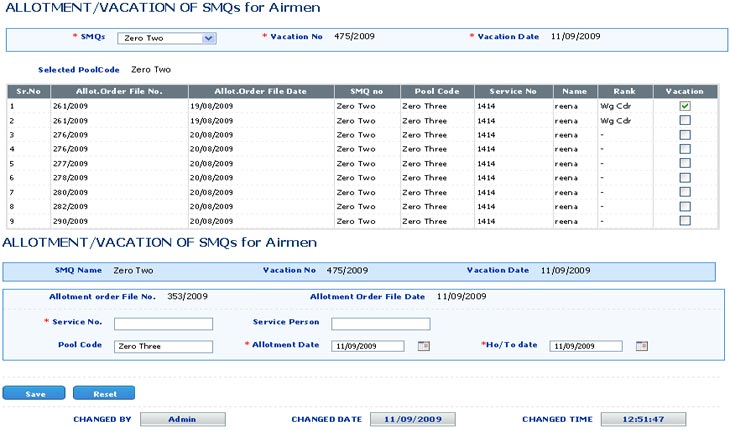 ALLOTMENT/VACATION OF SMQs for Airmen
* SMQs Zero Two * Vacation No 475/2009 * Vacation Date 11/09/2009
Selected PoolCode Zero Two
Sr.No Allot.Order File No. Allot.Order File Date SMQ no Pool Code Service No Name Rank Vacation
1 261/2009 19/08/2009 Zero Two Zero Three 1414 reena Wg Cdr
2 261/2009 19/08/2009 Zero Two Zero Three 1414 reena Wg Cdr
3 276/2009 20/08/2009 Zero Two Zero Three 1414 reena -
4 276/2009 20/08/2009 Zero Two Zero Three 1414 reena -
5 277/2009 20/08/2009 Zero Two Zero Three 1414 reena -
6 278/2009 20/08/2009 Zero Two Zero Three 1414 reena -
7 280/2009 20/08/2009 Zero Two Zero Three 1414 reena -
8 282/2009 20/08/2009 Zero Two Zero Three 1414 reena -
9 290/2009 20/08/2009 Zero Two Zero Three 1414 reena -
ALLOTMENT/VACATION OF SMQs for Airmen
SMQ Name Zero Two Vacation No 475/2009 Vacation Date 11/09/2009
Allotment order File No. 353/2009 Allotment Order File Date 11/09/2009
* Service No. Service Person
Pool Code Zero Three * Allotment Date 11/09/2009 *Ho/To date 11/09/2009
Save Reset
CHANGED BY Admin CHANGED DATE 11/09/2009 CHANGED TIME 12:51:47